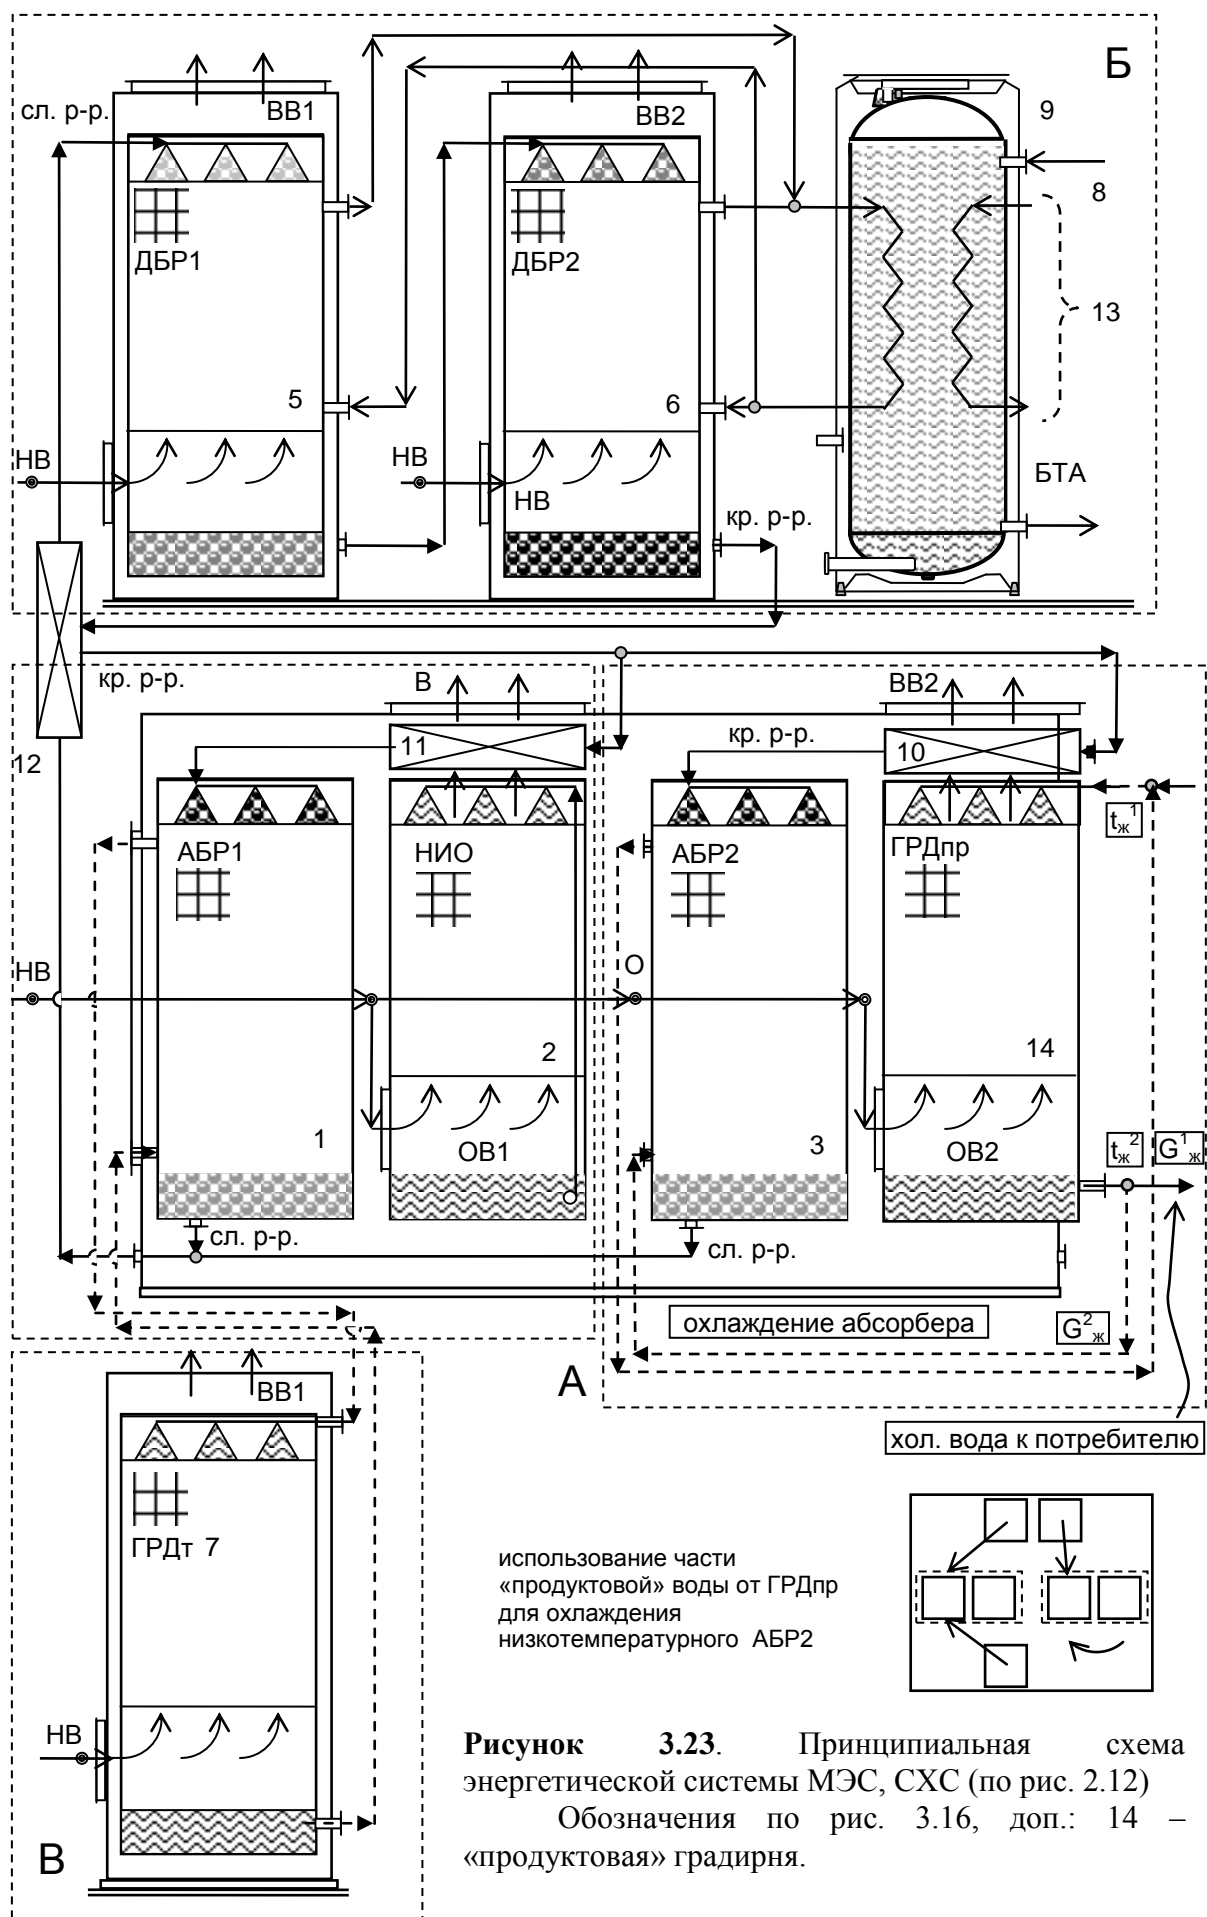 Б
сл. р-р.
ВВ1
ВВ2
9
8
ДБР1
ДБР2
13
5
6
НВ
НВ
НВ
БТА
кр. р-р.
кр. р-р.
В
ВВ2
12
11
кр. р-р.
10
t ж 1
АБР1
НИО
АБР2
ГРДпр
НВ
О
2
14
1
ОВ1
3
ОВ2
t ж 2
G 1 ж
сл. р-р.
сл. р-р.
охлаждение абсорбера
G 2 ж
А
ВВ1
хол. вода к потребителю
ГРДт 7
использование части
«продуктовой» воды от ГРДпр
для охлаждения
низкотемпературного АБР2
НВ
В
Рисунок 3.23. Принципиальная схема
энергетической системы МЭС, СХС (по рис. 2.12)
Обозначения по рис. 3.16, доп.: 14 –
«продуктовая» градирня.